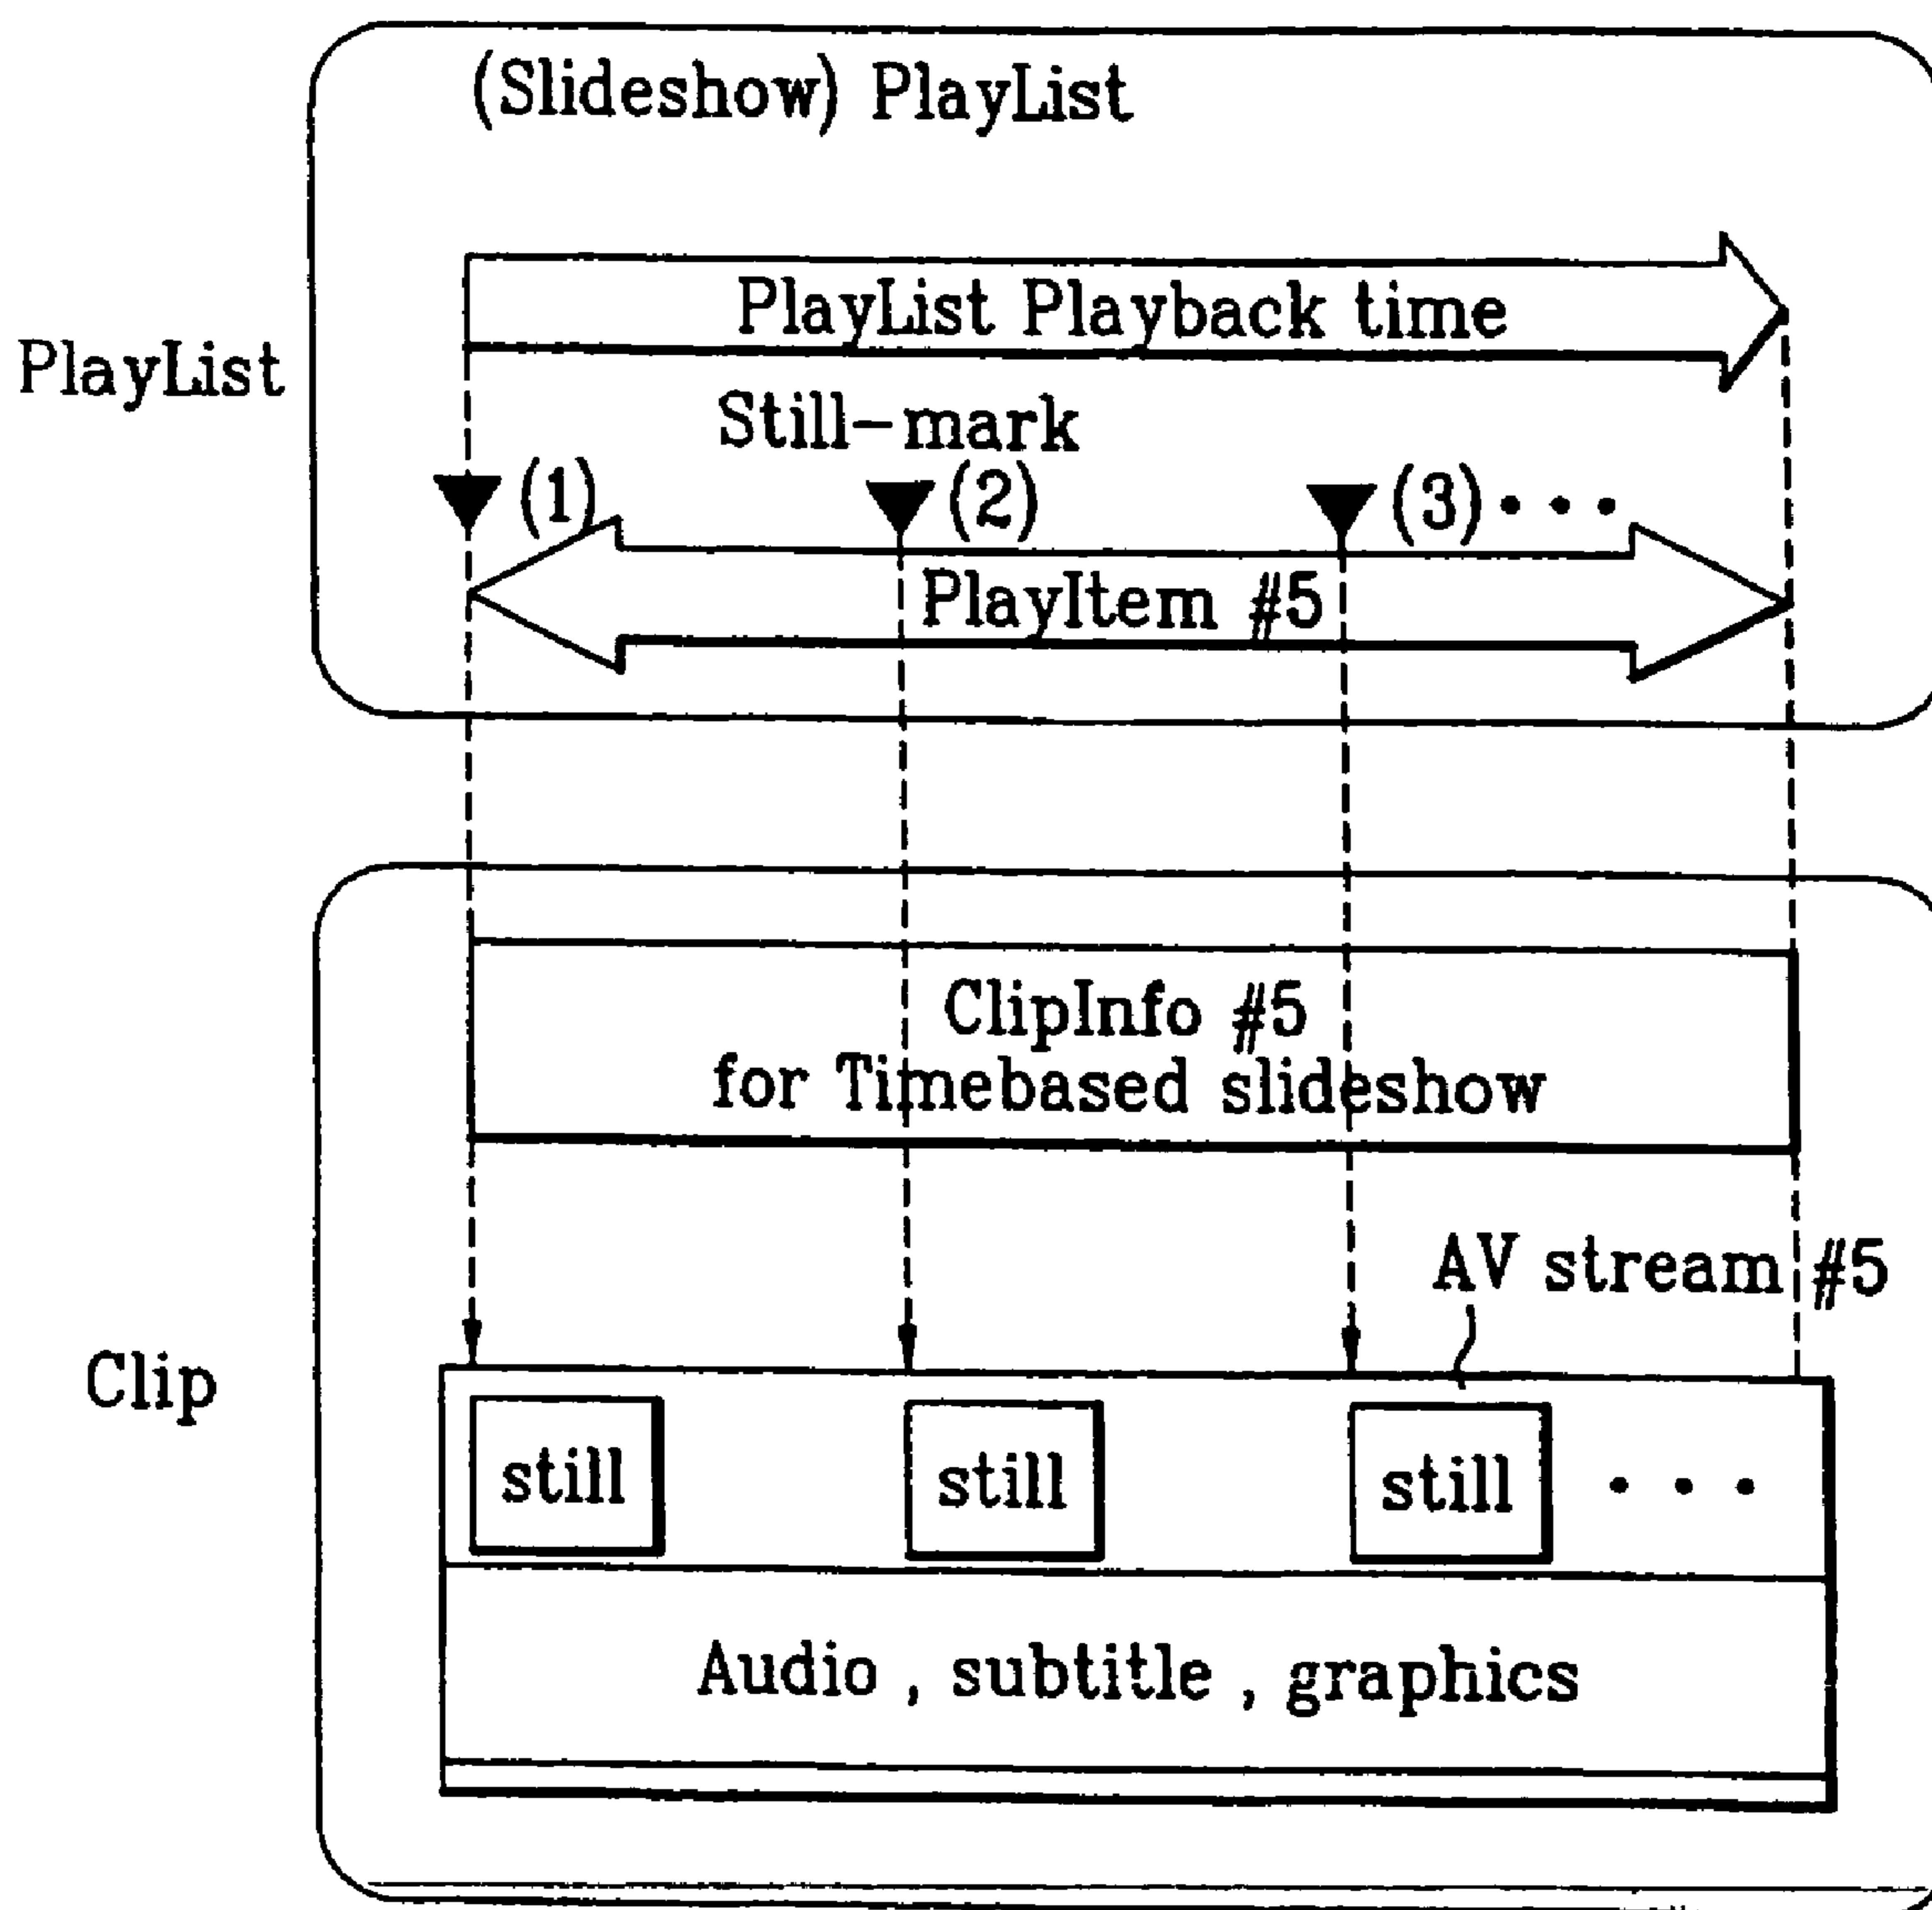 (Slideshow) PlayList
PlayList Playback time
PlayList
Still-mark
(1) (2) (3) • • •
PlayItem #5
ClipInfo #5
for Timebased slideshow
AV stream #5
Clip
still still still • • •
Audio , subtitle , graphics